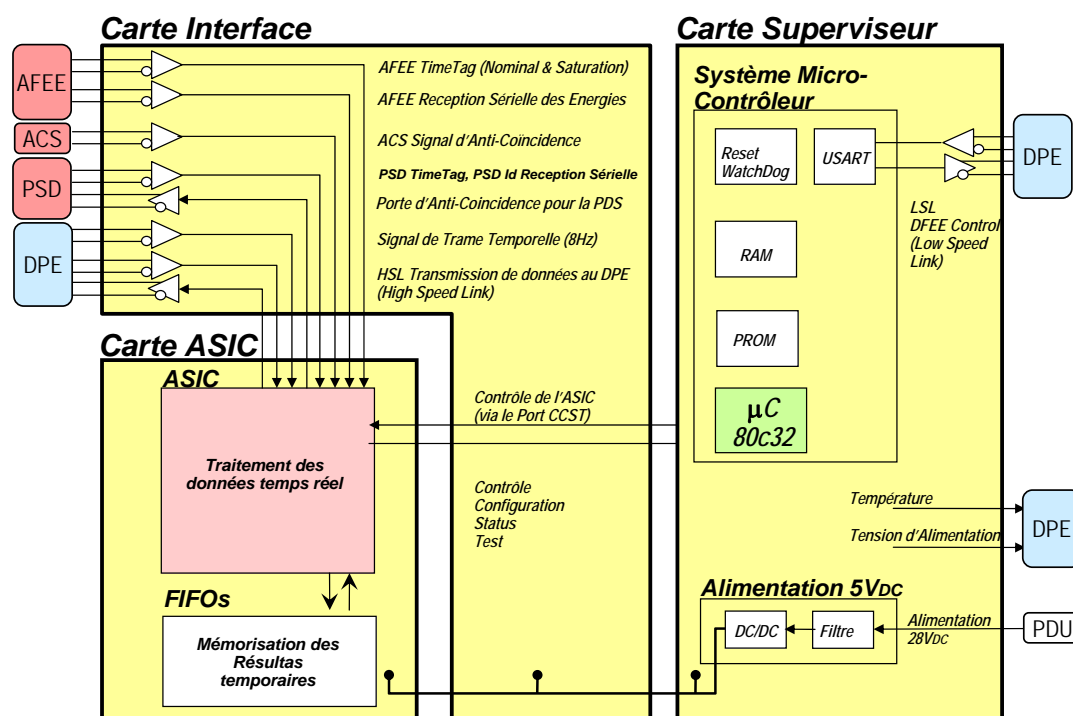 Carte Interface
Carte Superviseur
AFEE
ACS
PSD
DPE
AFEE TimeTag (Nominal & Saturation)
AFEE Reception Sérielle des Energies
ACS Signal d'Anti-Coïncidence
PSD TimeTag, PSD Id Reception Sérielle
Porte d'Anti-Coincidence pour la PDS
Signal de Trame Temporelle (8Hz)
HSL Transmission de données au DPE
(High Speed Link)
Système Micro-
Contrôleur
Reset
WatchDog
USART
DPE
LSL
DFEE Control
(Low Speed
Link)
RAM
PROM
µC
80c32
Carte ASIC
ASIC
Traitement des
données temps réel
Contrôle de l'ASIC
(via le Port CCST)
Contrôle
Configuration
Status
Test
Température
Tension d'Alimentation
DPE
FIFOs
Mémorisation des
Résultas
temporaires
Alimentation 5VDC
DC/DC
Filtre
Alimentation
28VDC
PDU